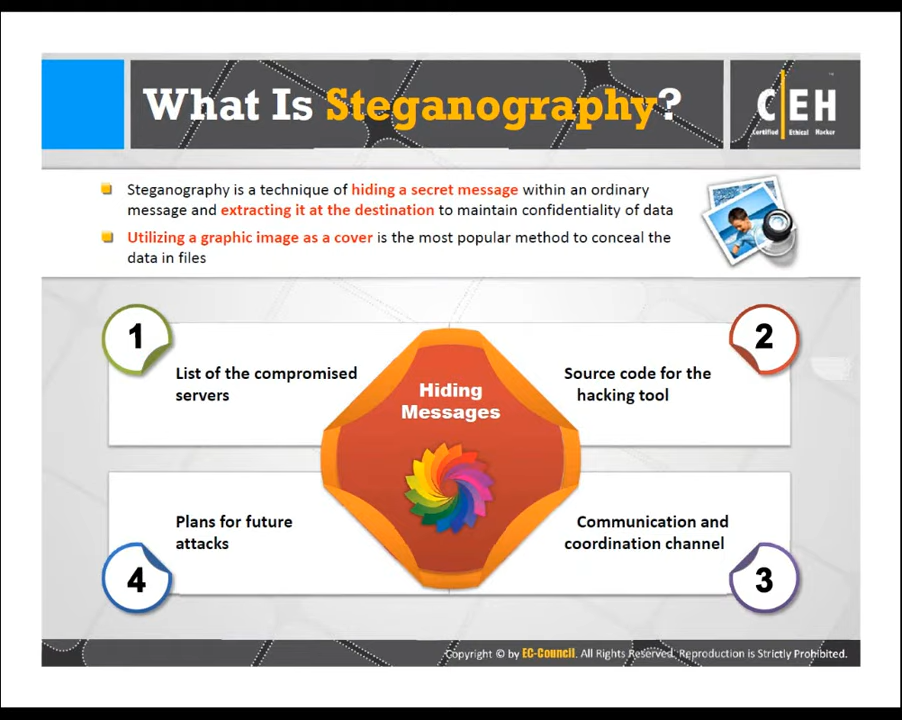 What Is Steganography?
C|EH
Certified Ethical Hacker
Steganography is a technique of hiding a secret message within an ordinary
message and extracting it at the destination to maintain confidentiality of data
Utilizing a graphic image as a cover is the most popular method to conceal the
data in files
1
List of the compromised
servers
Hiding
Messages
2
Source code for the
hacking tool
4
Plans for future
attacks
3
Communication and
coordination channel
Copyright © by EC-Council. All Rights Reserved. Reproduction is Strictly Prohibited.